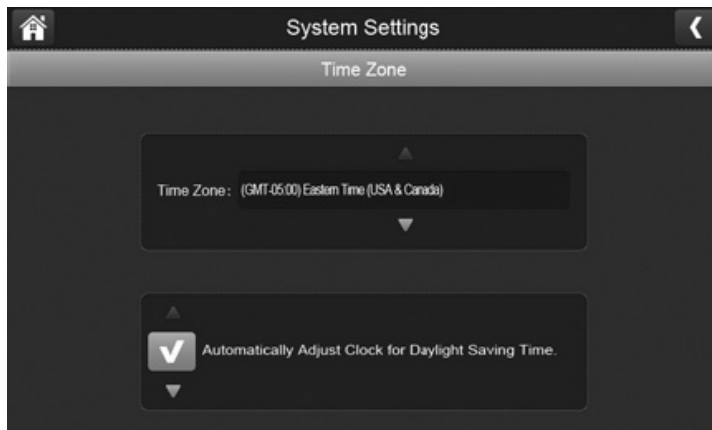 System Settings
Time Zone
Time Zone: (GMT-05:00) Eastern Time (USA & Canada)
Automatically Adjust Clock for Daylight Saving Time.